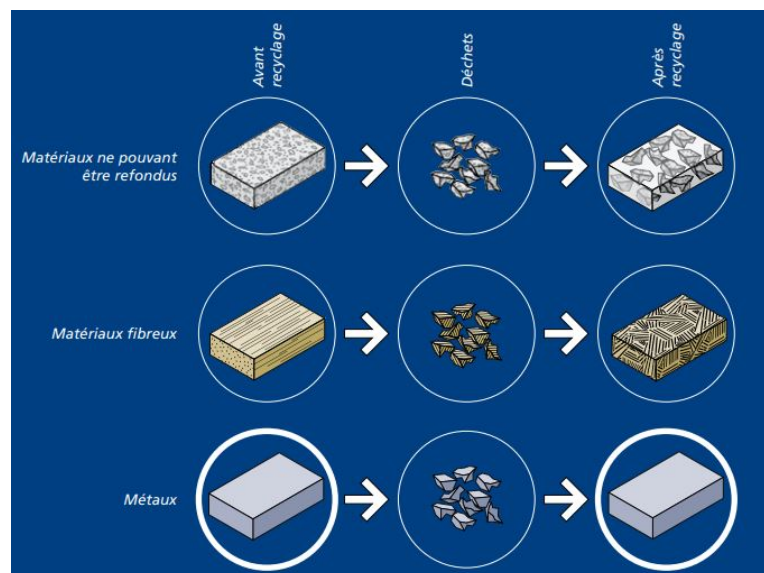 Avant
recyclage
Déchets
Après
recyclage
Matériaux ne pouvant
être refondus
Matériaux fibreux
Métaux